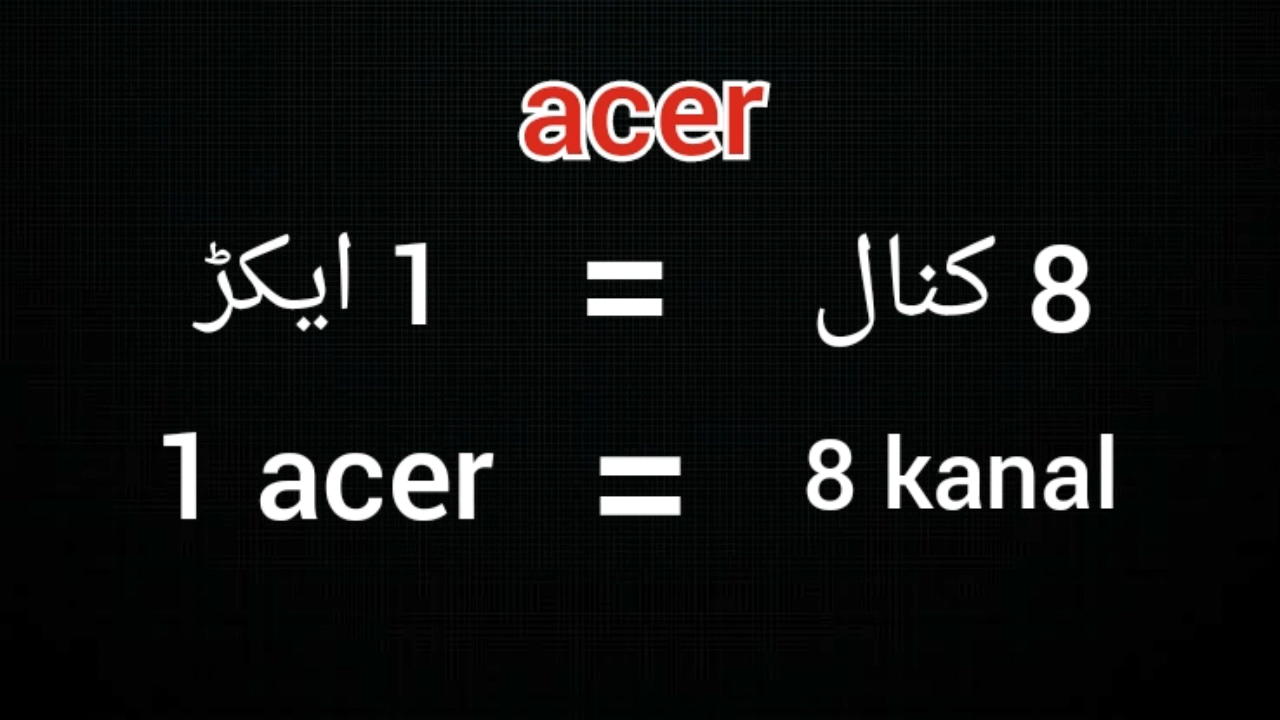 acer
1 ایکڑ = 8 کنال
1 acer = 8 kanal